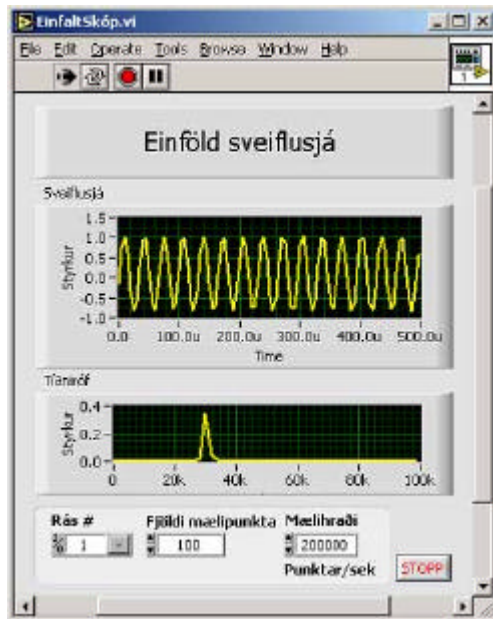 EinfaltSkóp.vi
File Edit Operate Tools Browse Window Help
1
Einföld sveiflusjá
Sveiflusjá
Styrkur
1.5
1.0
0.5
0.0
-0.5
-1.0
0.0 100.0u 200.0u 300.0u 400.0u 500.0u
Time
Tíðniróf
Styrkur
0.4
0.2
0.0
0 20k 40k 60k 80k 100k
Rás # Fjöldi mælipunkta Mælihraði
1 100 200000
Punktar/sek STOPP